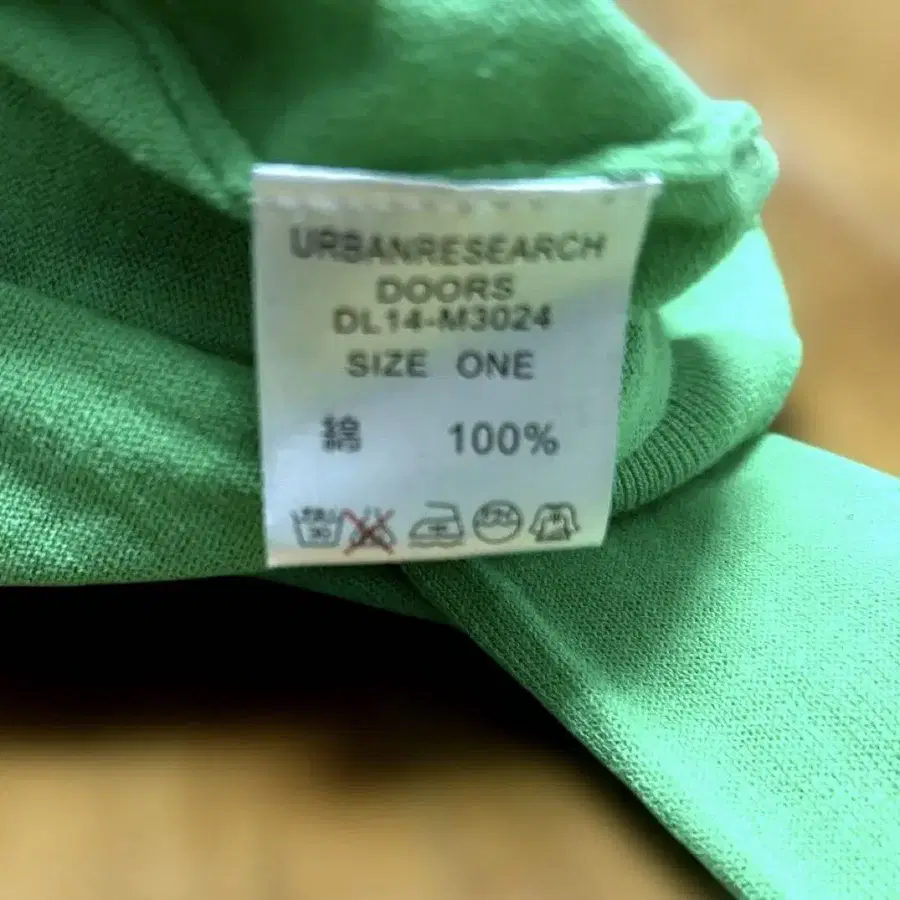 URBANRESEARCH
DOORS
DL14-M3024
SIZE ONE
綿 100%